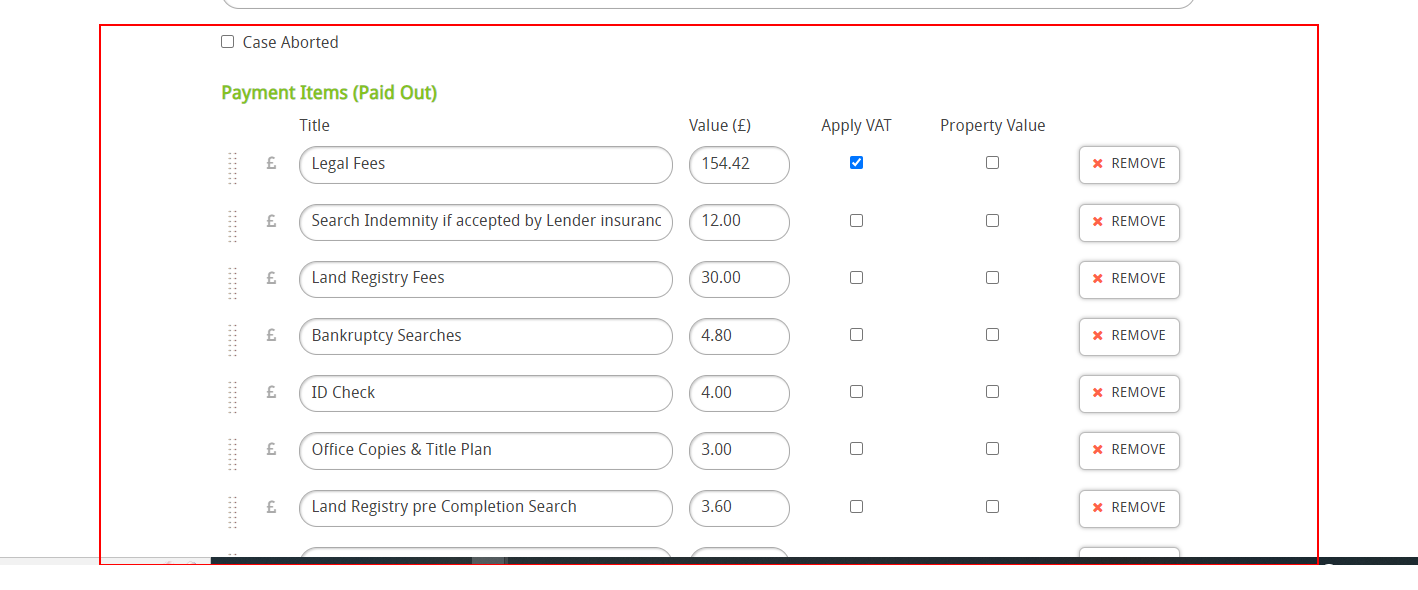 Case Aborted
Payment Items (Paid Out)
Title Value (£) Apply VAT Property Value
£ Legal Fees 154.42 REMOVE
£ Search Indemnity if accepted by Lender insuranc 12.00 REMOVE
£ Land Registry Fees 30.00 REMOVE
£ Bankruptcy Searches 4.80 REMOVE
£ ID Check 4.00 REMOVE
£ Office Copies & Title Plan 3.00 REMOVE
£ Land Registry pre Completion Search 3.60 REMOVE